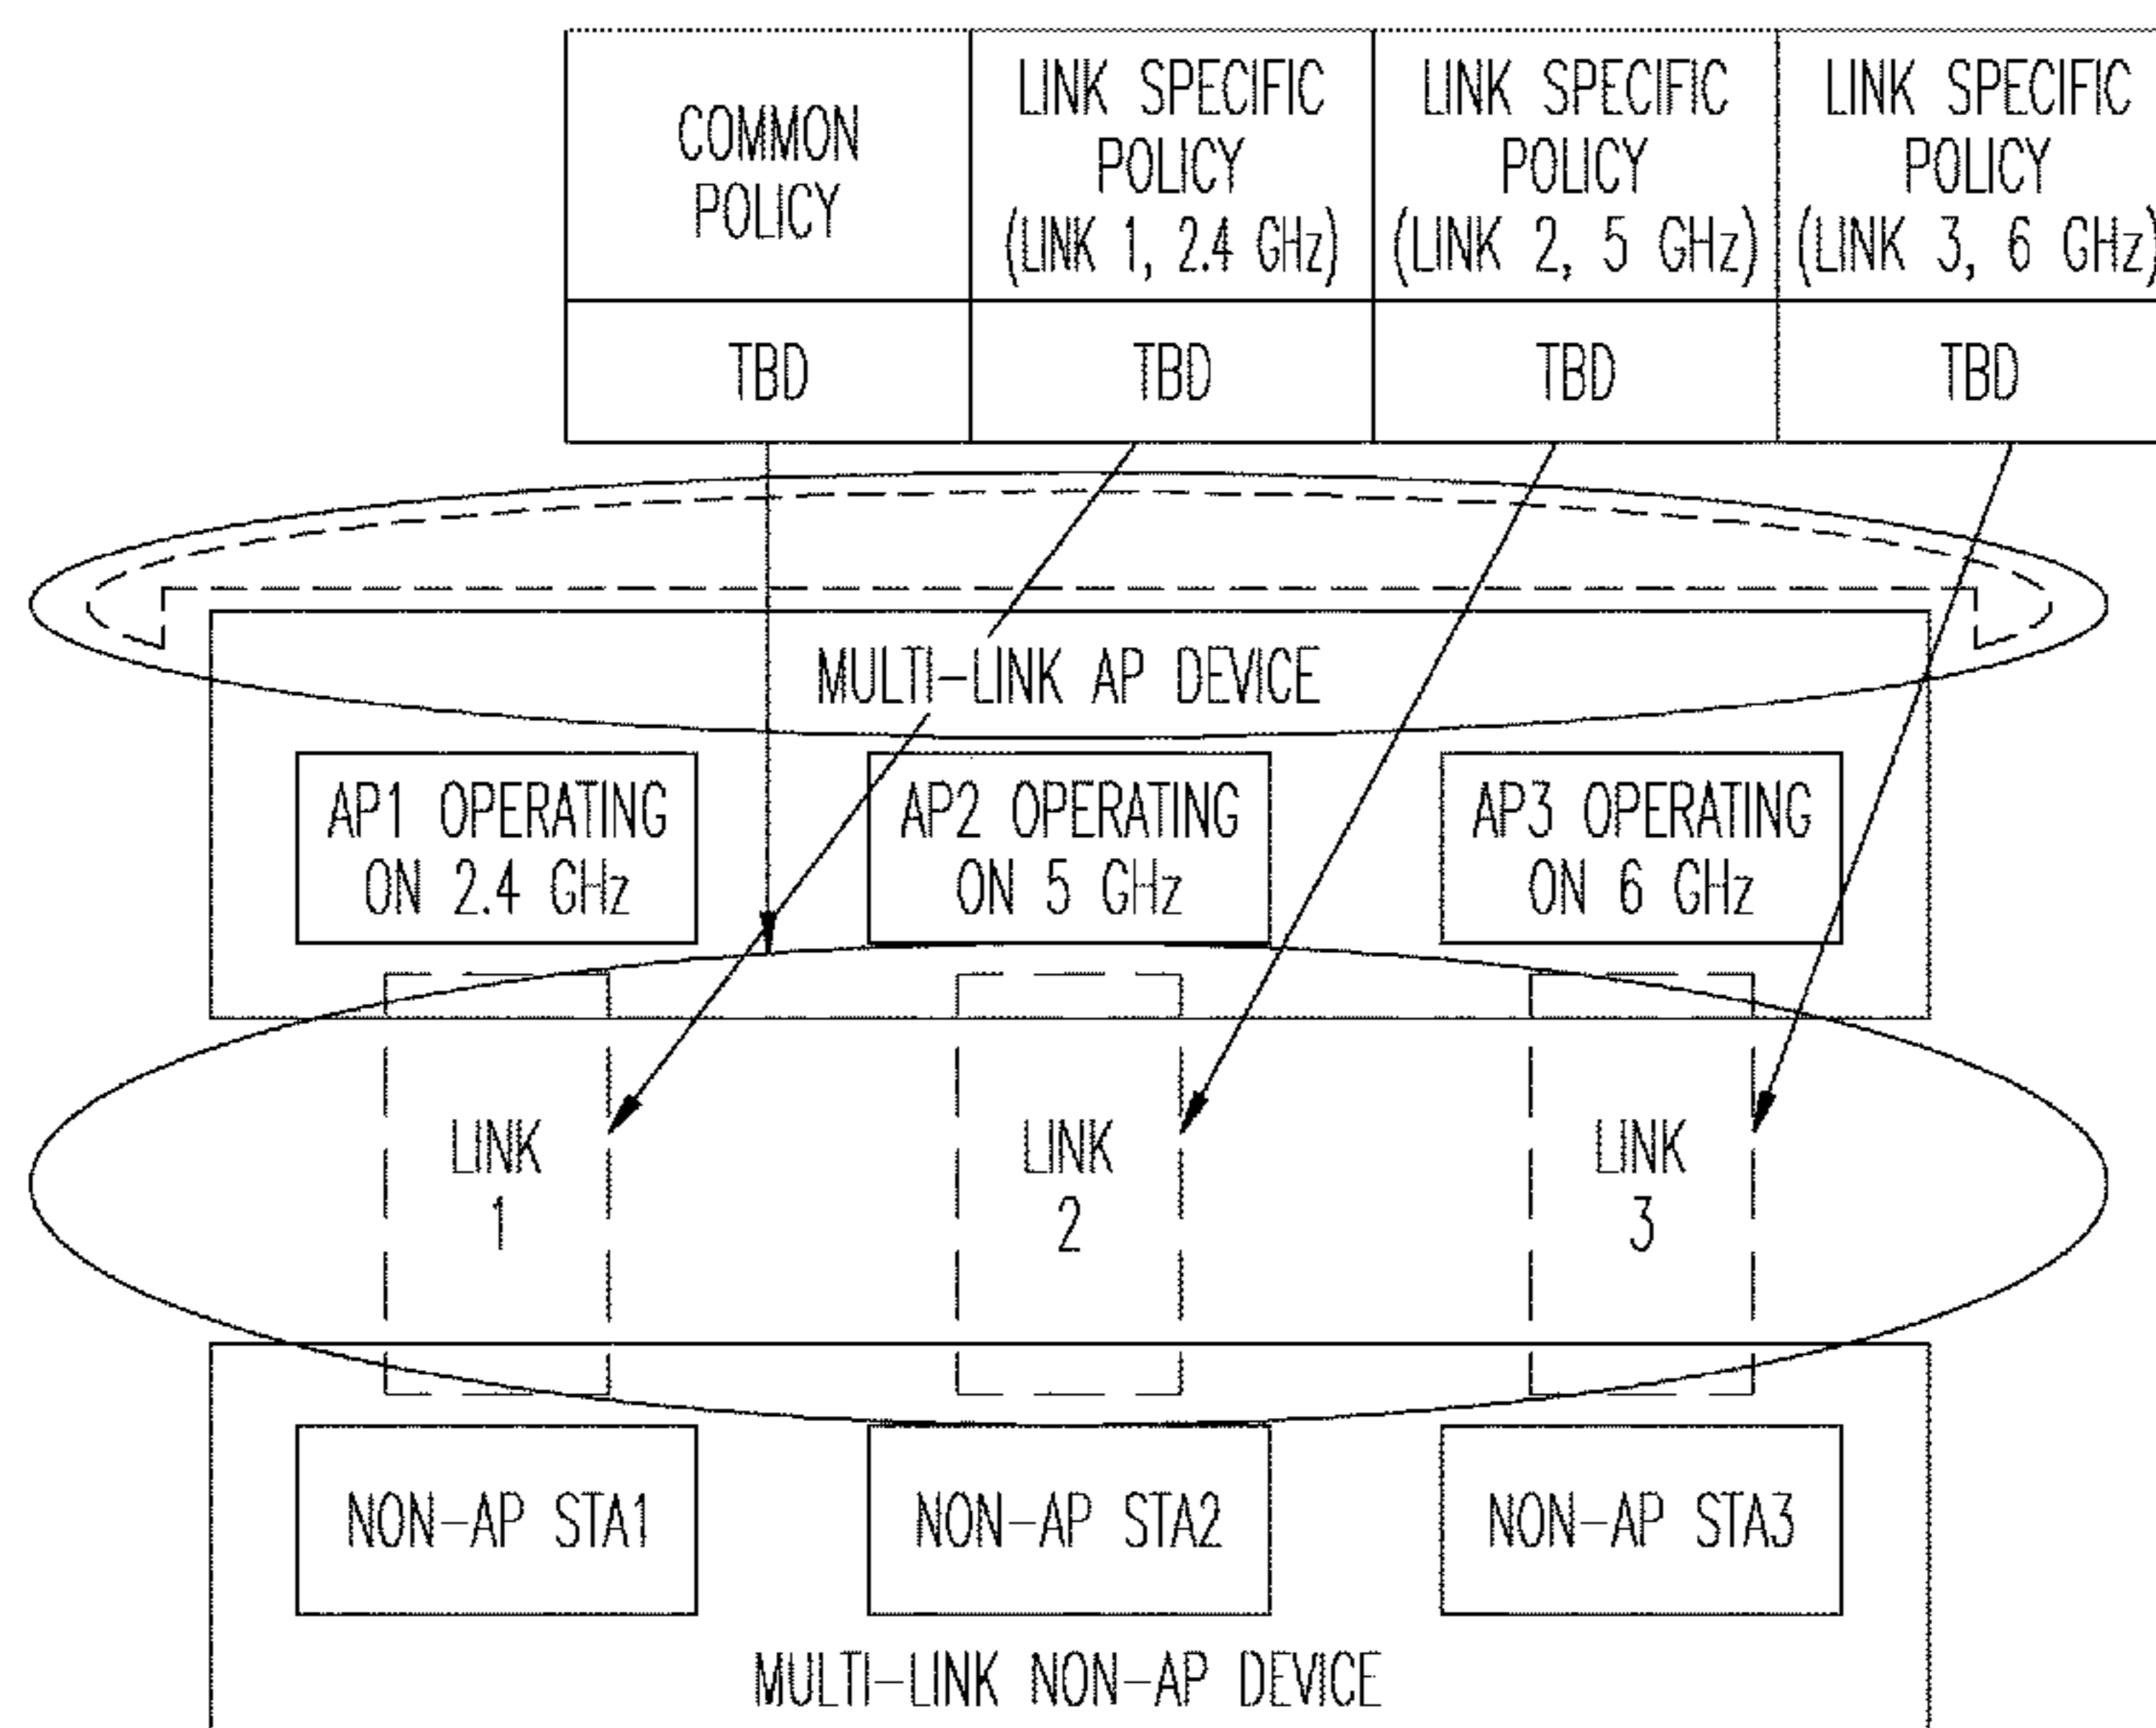 COMMON
POLICY
LINK SPECIFIC
POLICY
(LINK 1, 2.4 GHz)
LINK SPECIFIC
POLICY
(LINK 2, 5 GHz)
LINK SPECIFIC
POLICY
(LINK 3, 6 GHz)
TBD
TBD
TBD
TBD
MULTI-LINK AP DEVICE
AP1 OPERATING
ON 2.4 GHz
AP2 OPERATING
ON 5 GHz
AP3 OPERATING
ON 6 GHz
LINK
1
LINK
2
LINK
3
NON-AP STA1
NON-AP STA2
NON-AP STA3
MULTI-LINK NON-AP DEVICE